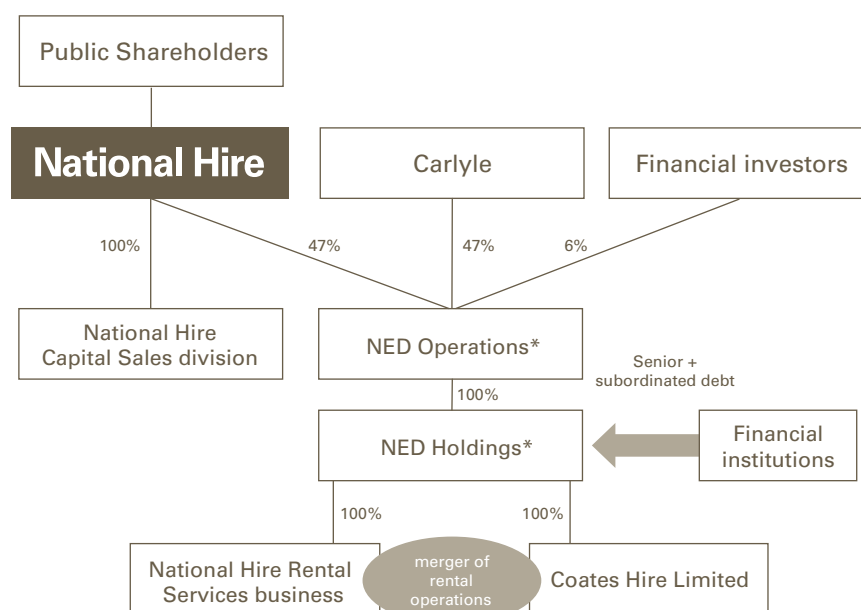 Public Shareholders
National Hire
Carlyle
Financial investors
100%
47%
47%
6%
National Hire
Capital Sales division
NED Operations*
Senior +
subordinated debt
100%
NED Holdings*
Financial
institutions
100%
100%
National Hire Rental
Services business
merger of
rental
operations
Coates Hire Limited